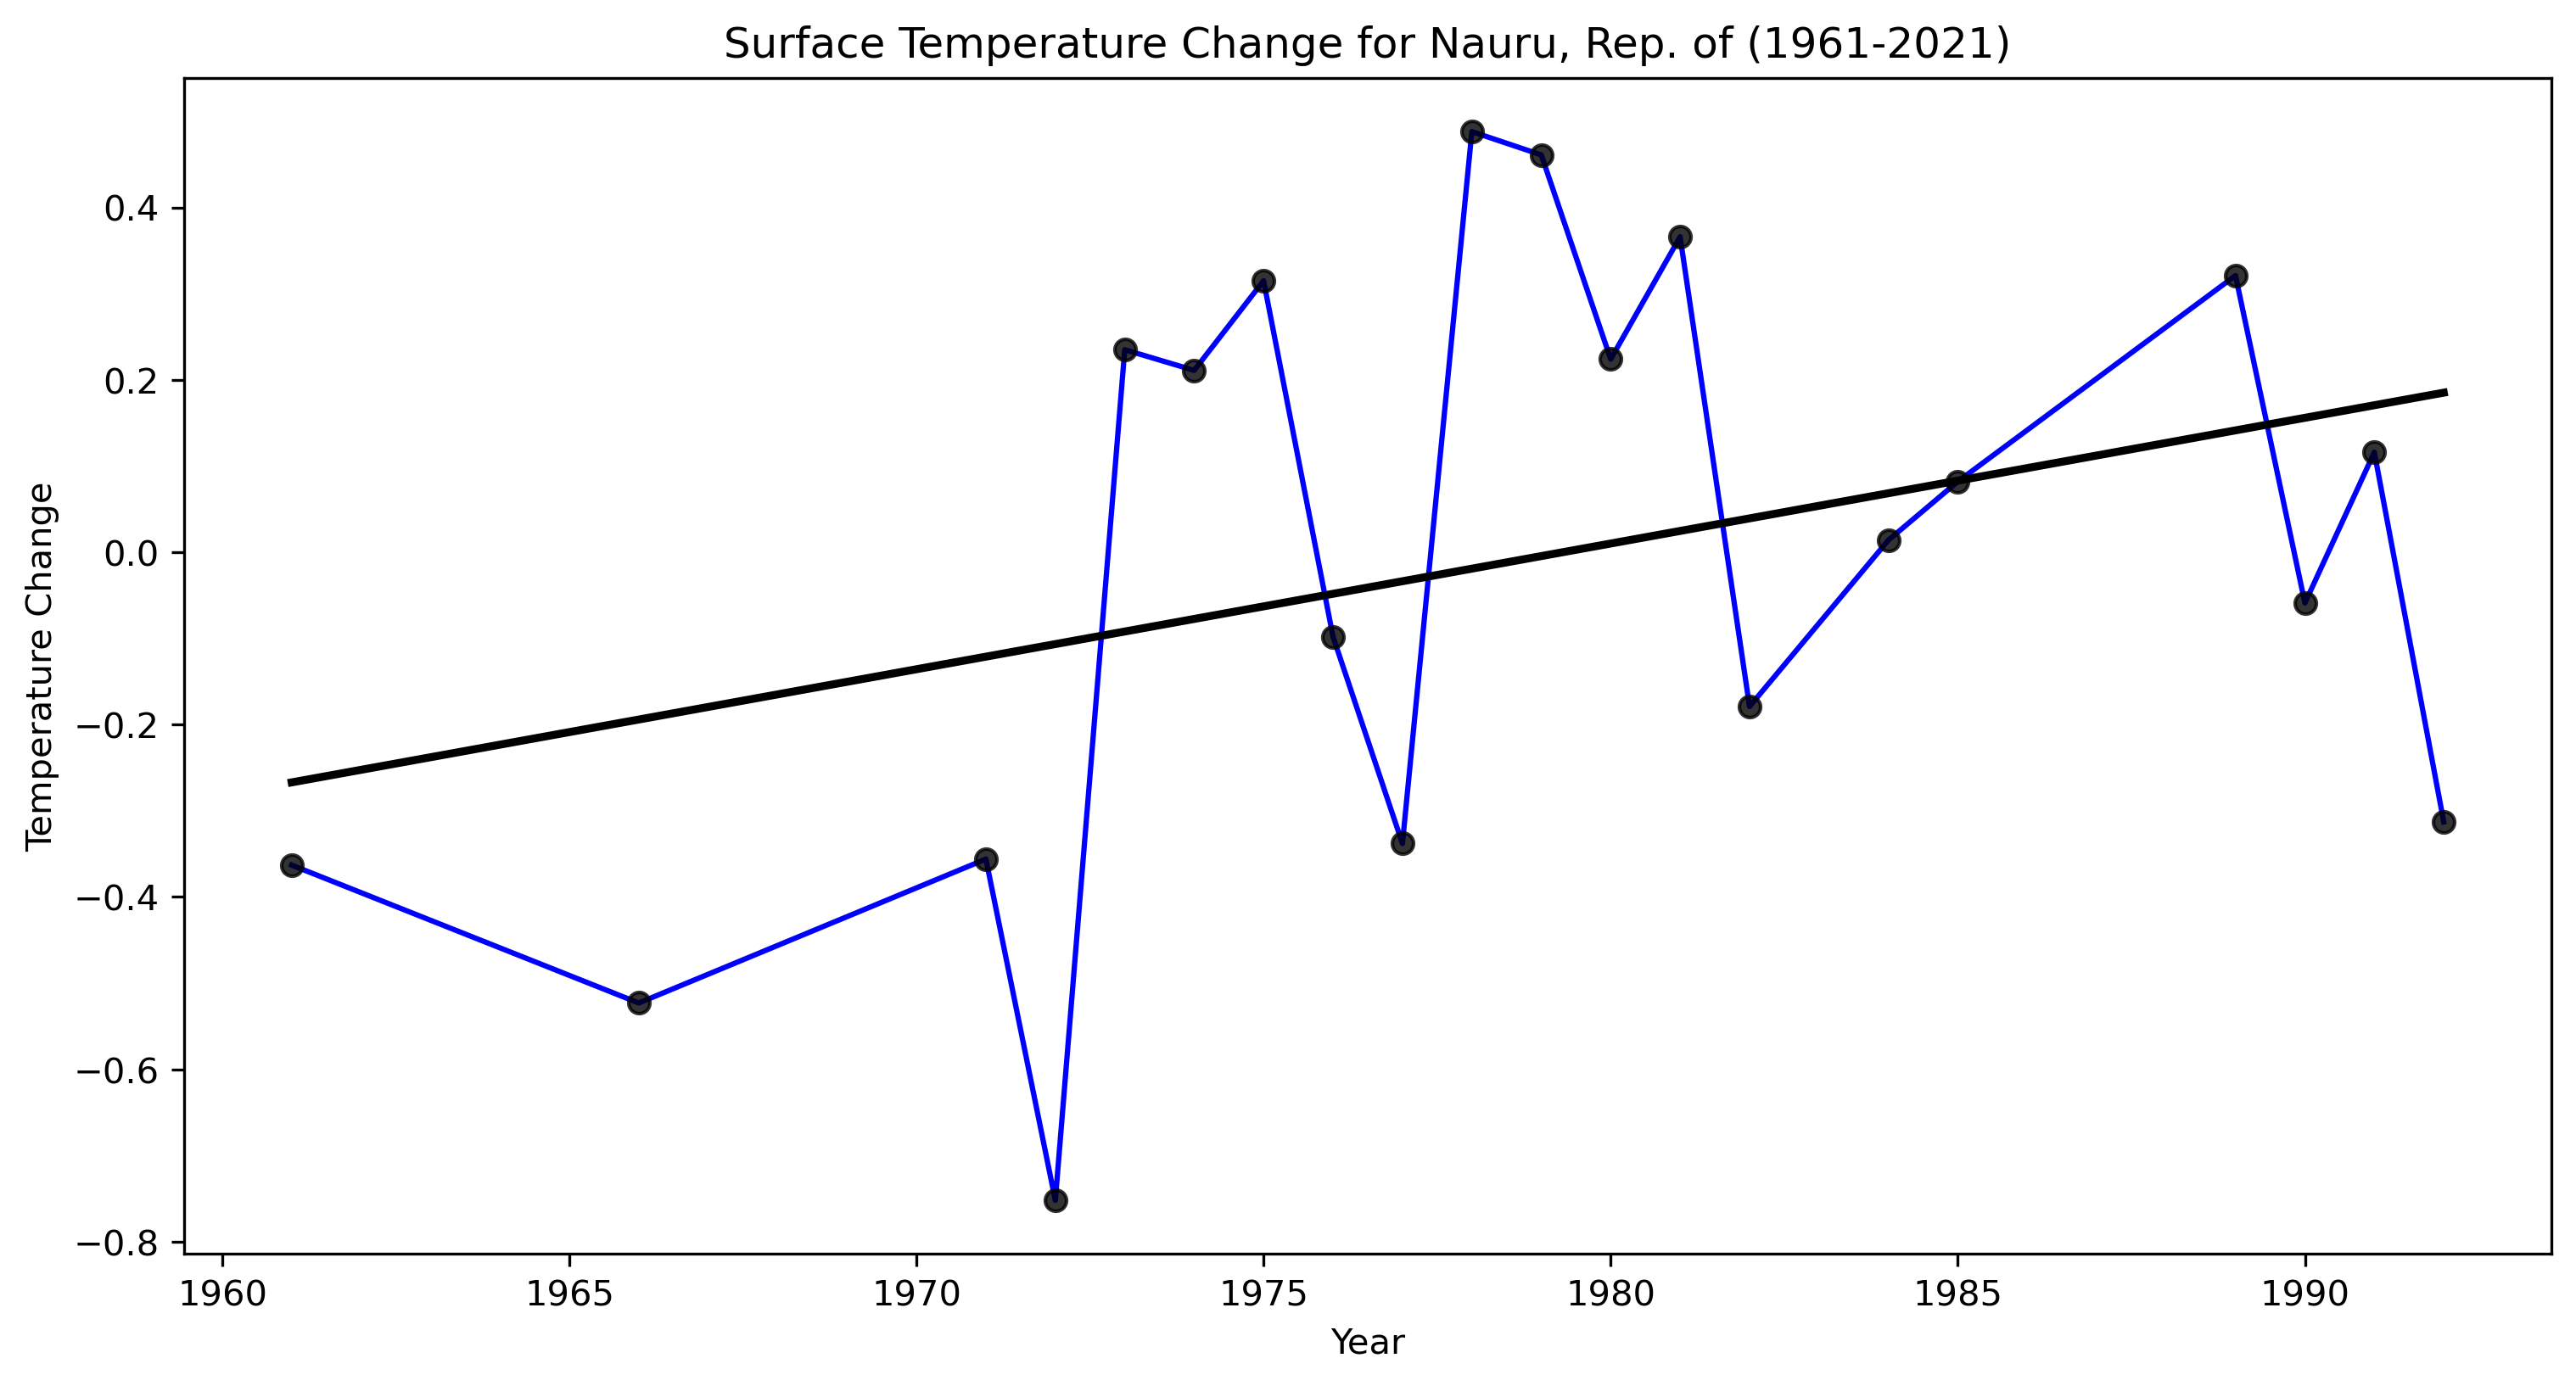 Surface Temperature Change for Nauru, Rep. of (1961-2021)
Temperature Change
0.4
0.2
0.0
−0.2
−0.4
−0.6
−0.8
1960 1965 1970 1975 1980 1985 1990
Year